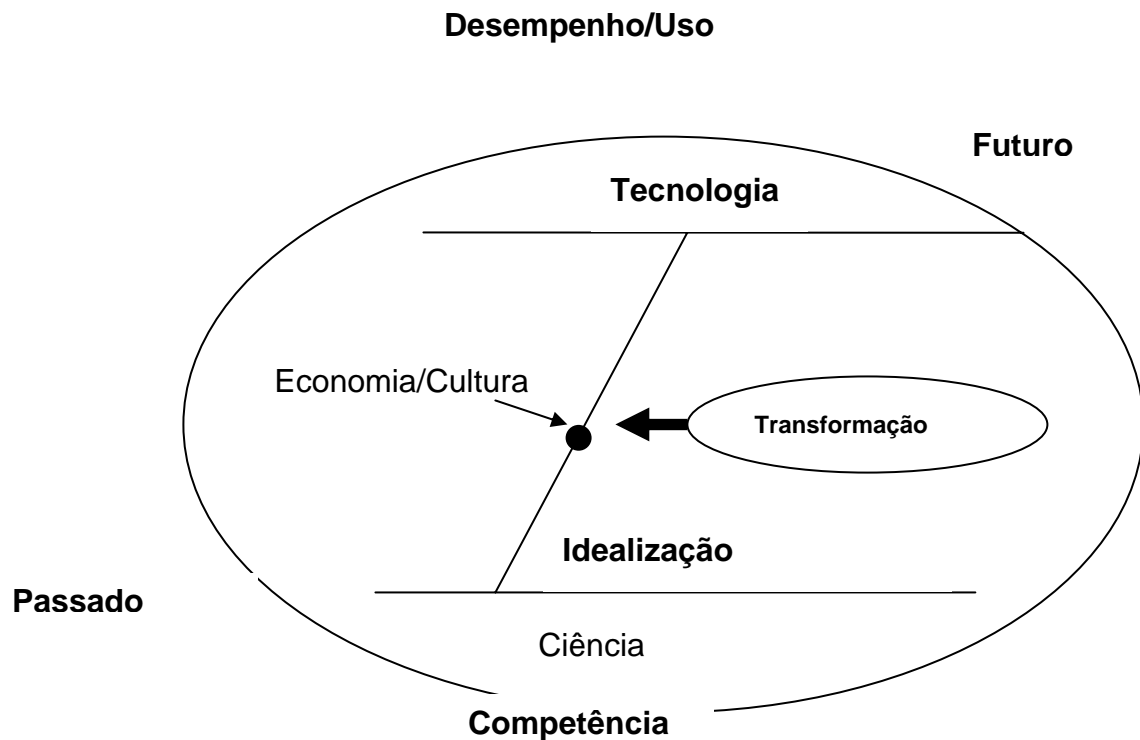 Desempenho/Uso
Futuro
Tecnologia
Economia/Cultura
Transformação
Idealização
Passado
Ciência
Competência